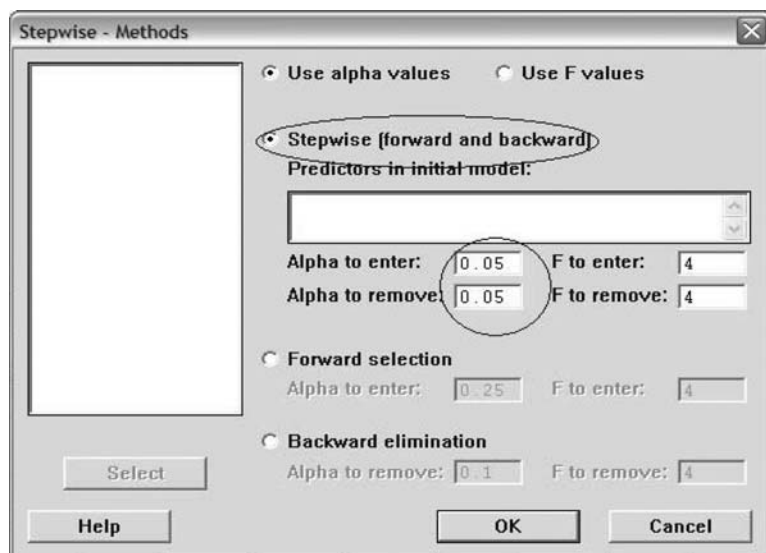 Stepwise - Methods
Use alpha values Use F values
Stepwise (forward and backward)
Predictors in initial model:
Alpha to enter: 0.05 F to enter: 4
Alpha to remove: 0.05 F to remove: 4
Forward selection
Alpha to enter: 0.25 F to enter: 4
Backward elimination
Alpha to remove: 0.1 F to remove: 4
Select
Help OK Cancel